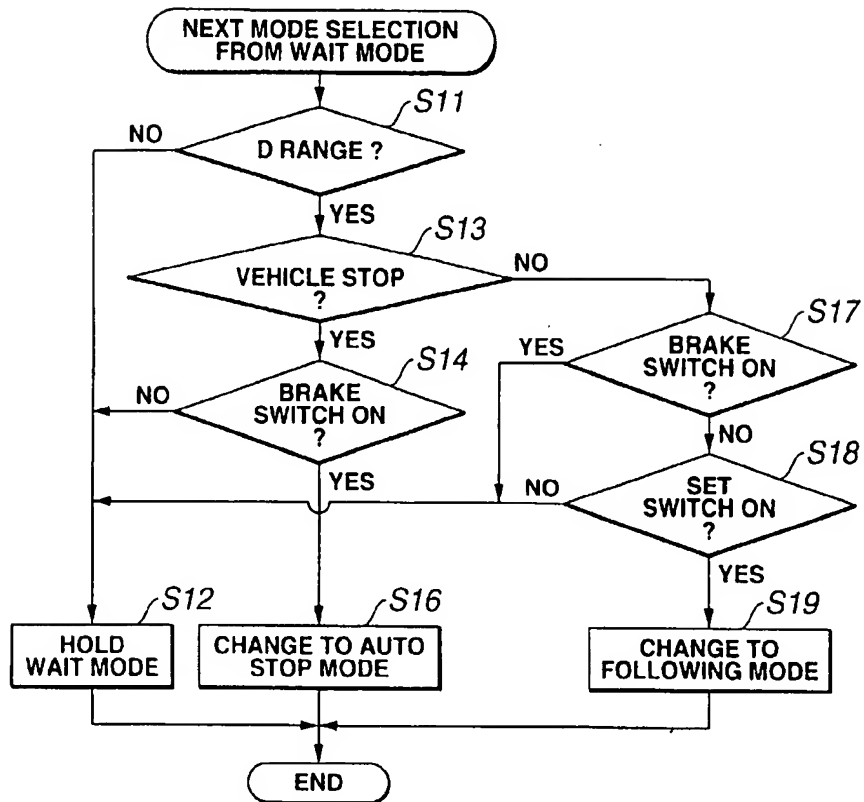 NEXT MODE SELECTION
FROM WAIT MODE
S11
NO
D RANGE ?
YES
S13
VEHICLE STOP
?
NO
YES
S17
S14
BRAKE
SWITCH ON
?
YES
NO
BRAKE
SWITCH ON
?
NO
YES
S18
SET
SWITCH ON
?
NO
YES
S12
HOLD
WAIT MODE
S16
CHANGE TO AUTO
STOP MODE
S19
CHANGE TO
FOLLOWING MODE
END